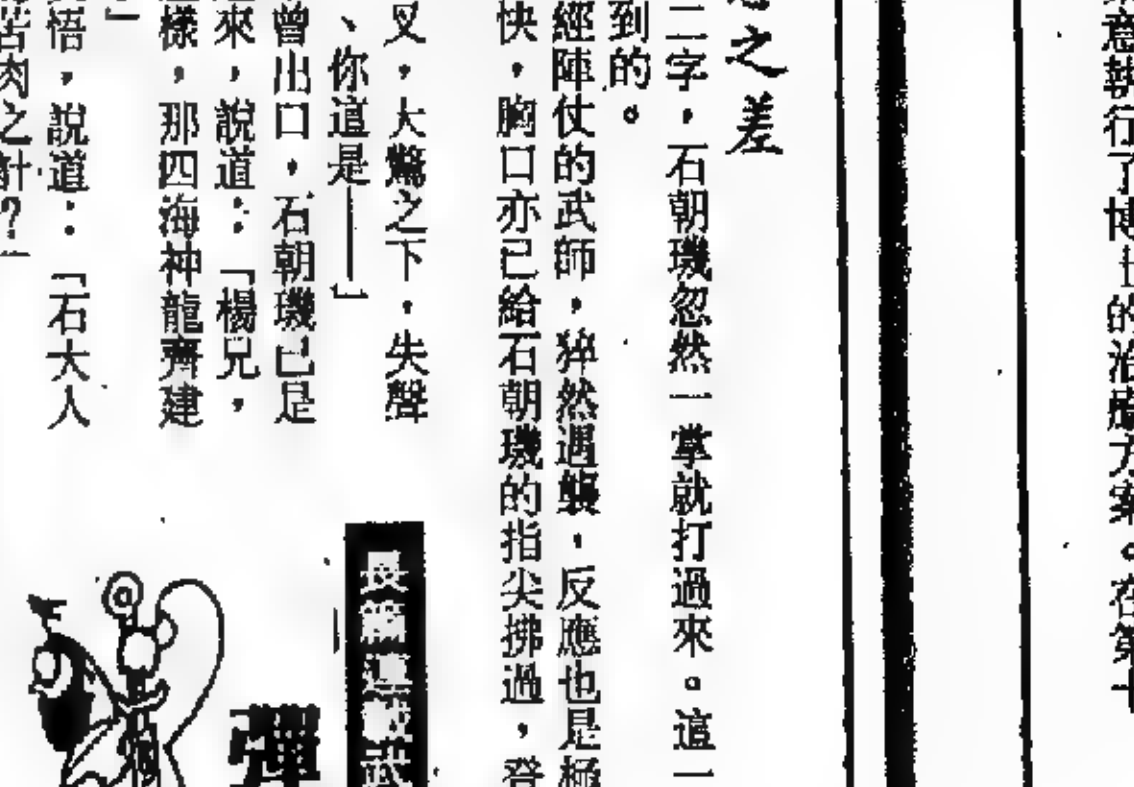 意執行了博士的治療方案。在第十
之差
二字,石朝璣忽然一掌就打過來。這一
到的。
經陣仗的武師,猝然遇襲,反應也是極
快,胸口亦已給石朝璣的指尖拂過,登
叉,大驚之下,失聲
、你這是——」
曾出口,石朝璣已是
來,說道:「楊兄,
樣,那四海神龍齊建
」
悟,說道:「石大人
苦肉之計?」
長篇連載武
彈